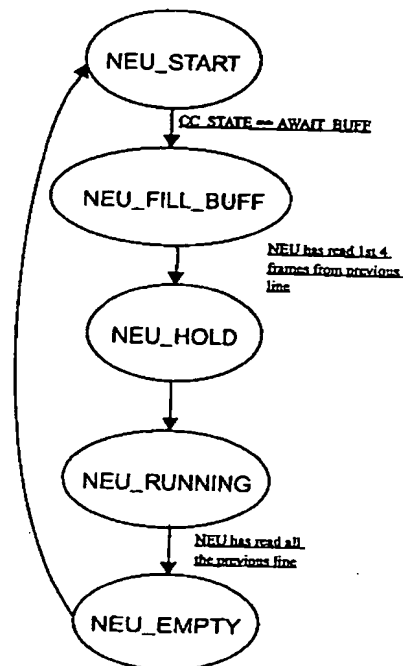 NEU_START
CC_STATE == AWAIT_BUFF
NEU_FILL_BUFF
NEU has read 1st 4
frames from previous
line
NEU_HOLD
NEU_RUNNING
NEU has read all
the previous line
NEU_EMPTY